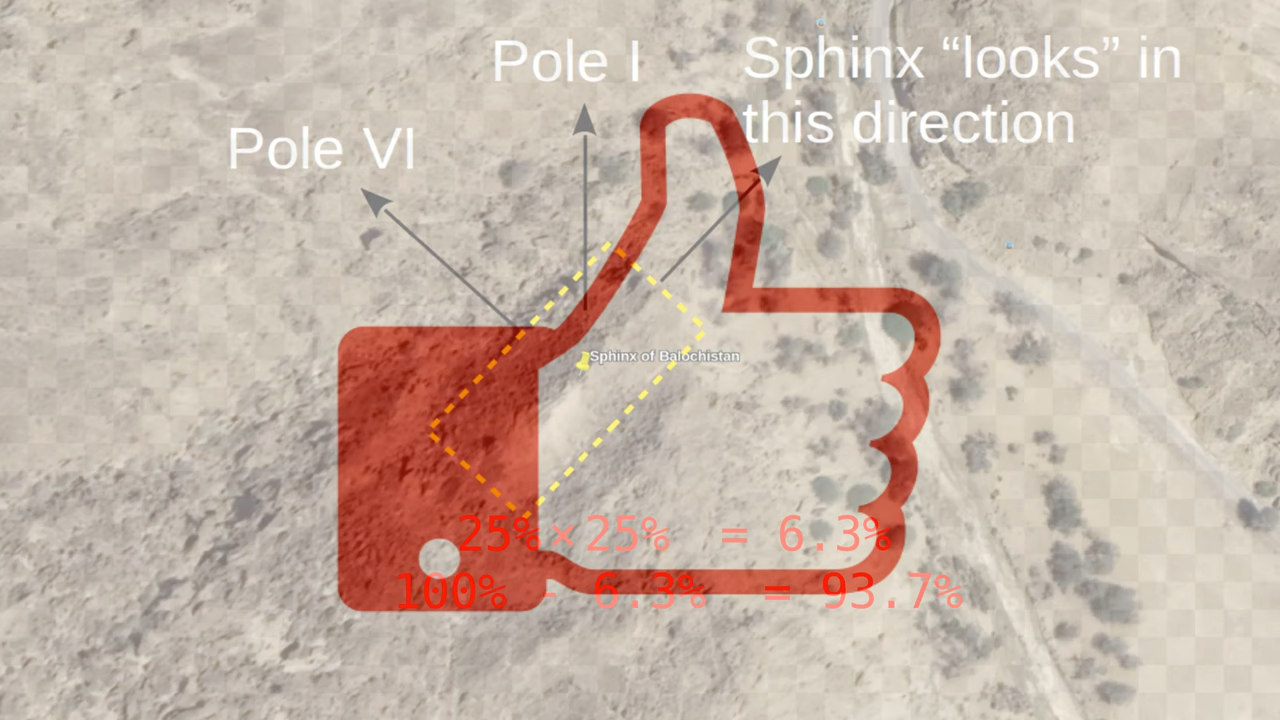 Pole I
Sphinx “looks” in
this direction
Pole VI
Sphinx of Balochistan
25%×25% = 6.3%
100% - 6.3% = 93.7%